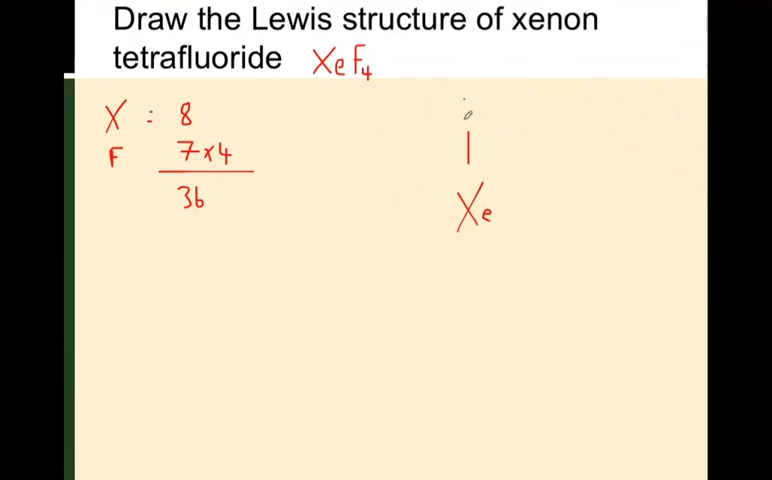 Draw the Lewis structure of xenon
tetrafluoride XeF₄
X : 8
F 7x4
36
Xe